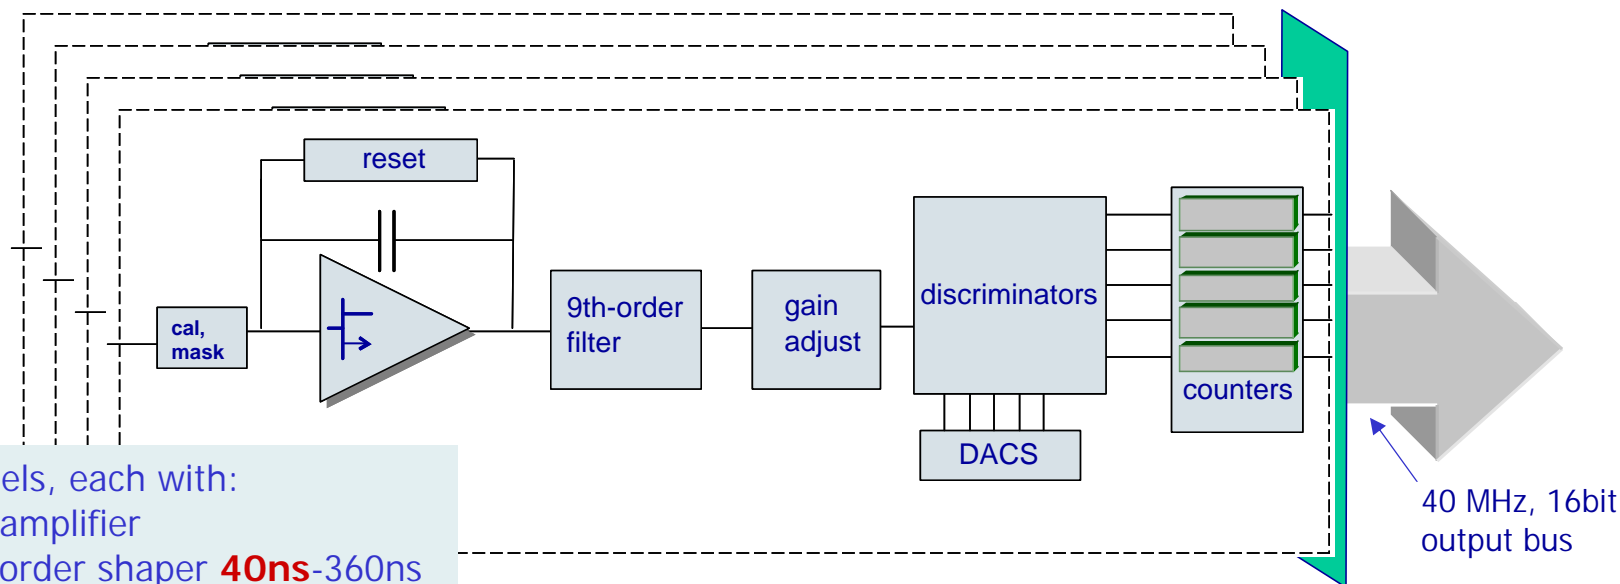 reset
cal,
mask
9th-order
filter
gain
adjust
discriminators
DACS
counters
40 MHz, 16bit
output bus
els, each with:
amplifier
order shaper 40ns-360ns